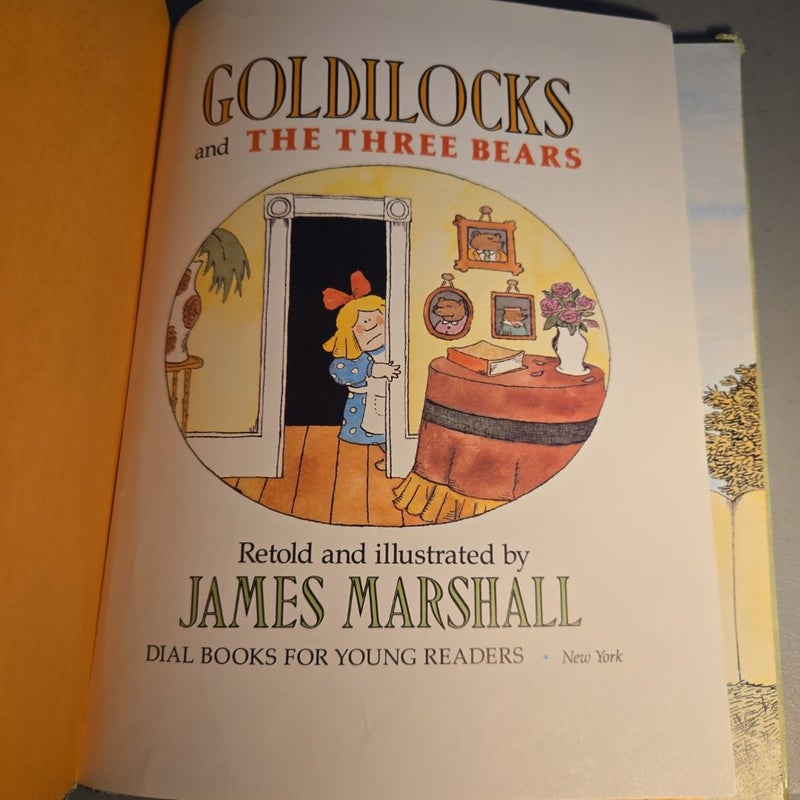 GOLDILOCKS
and THE THREE BEARS
Retold and illustrated by
JAMES MARSHALL
DIAL BOOKS FOR YOUNG READERS • New York